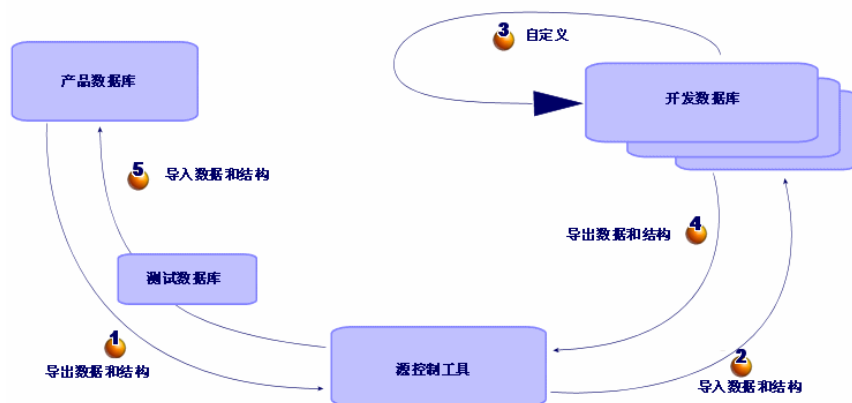 3 自定义
产品数据库
开发数据库
5 导入数据和结构
4
导出数据和结构
测试数据库
1
导出数据和结构
源控制工具
2
导入数据和结构